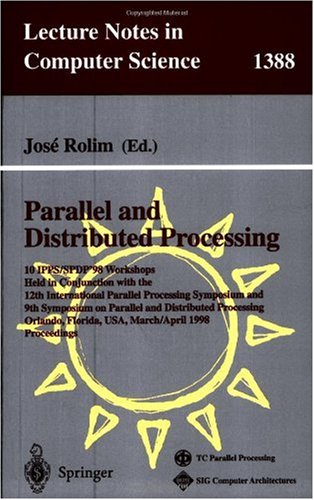 Lecture Notes in
Computer Science 1388
José Rolim (Ed.)
Parallel and
Distributed Processing
10 IPPS/SPDP'98 Workshops
Held in Conjunction with the
12th International Parallel Processing Symposium and
9th Symposium on Parallel and Distributed Processing
Orlando, Florida, USA, March/April 1998
Proceedings
Springer
TC Parallel Processing
SIG Computer Architectures